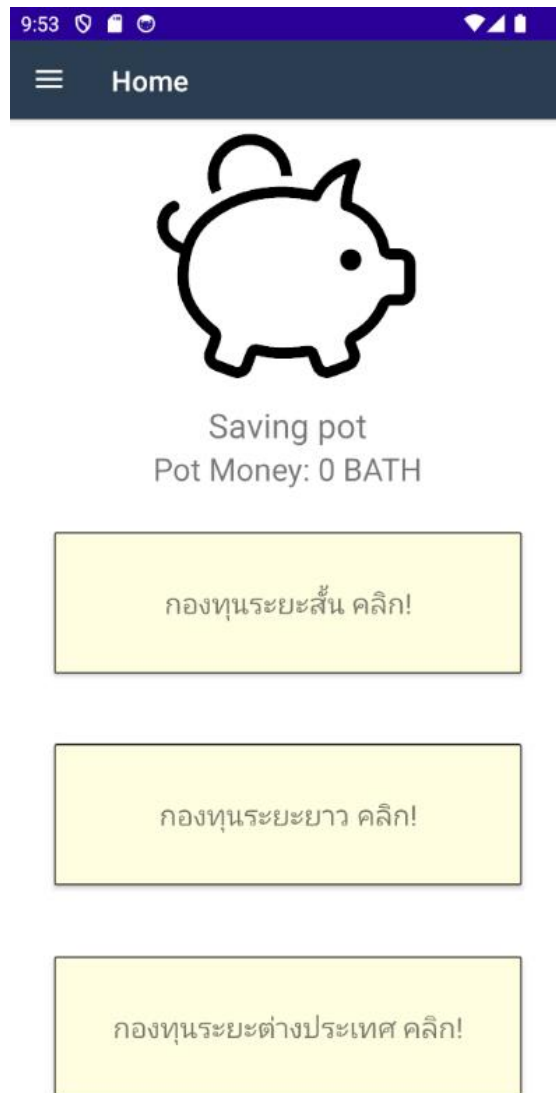 9:53
Home
Saving pot
Pot Money: 0 BATH
กองทุนระยะสั้น คลิก!
กองทุนระยะยาว คลิก!
กองทุนระยะต่างประเทศ คลิก!